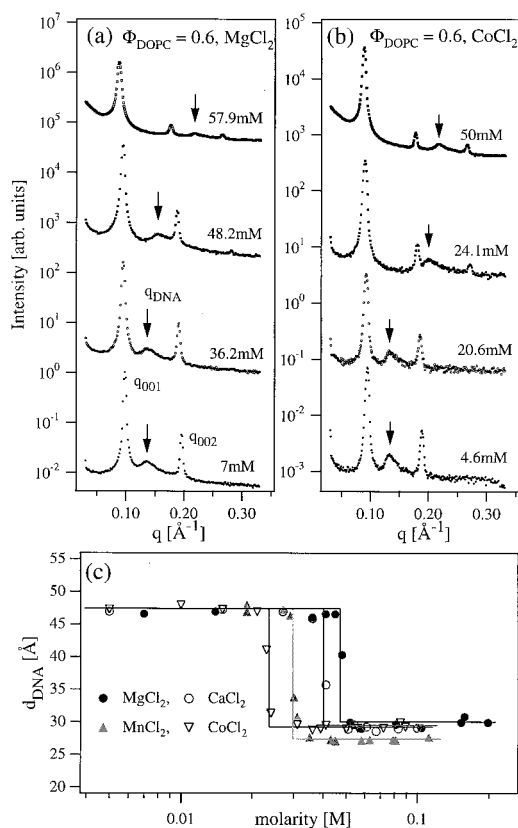 (a) Φ_DOPC = 0.6, MgCl₂
10⁷
10⁶
10⁵
10⁴
10³
10²
10¹
10⁰
10⁻¹
10⁻²
Intensity [arb. units]
57.9mM
48.2mM
q_DNA
36.2mM
q₀₀₁
q₀₀₂
7mM
0.10 0.20 0.30
q [Å⁻¹]
(b) Φ_DOPC = 0.6, CoCl₂
10⁵
10⁴
10³
10²
10¹
10⁰
10⁻¹
10⁻²
10⁻³
50mM
24.1mM
20.6mM
4.6mM
0.10 0.20 0.30
q [Å⁻¹]
(c)
55
50
45
40
35
30
25
20
d_DNA [Å]
MgCl₂, CaCl₂
MnCl₂, CoCl₂
0.01 0.1
molarity [M]